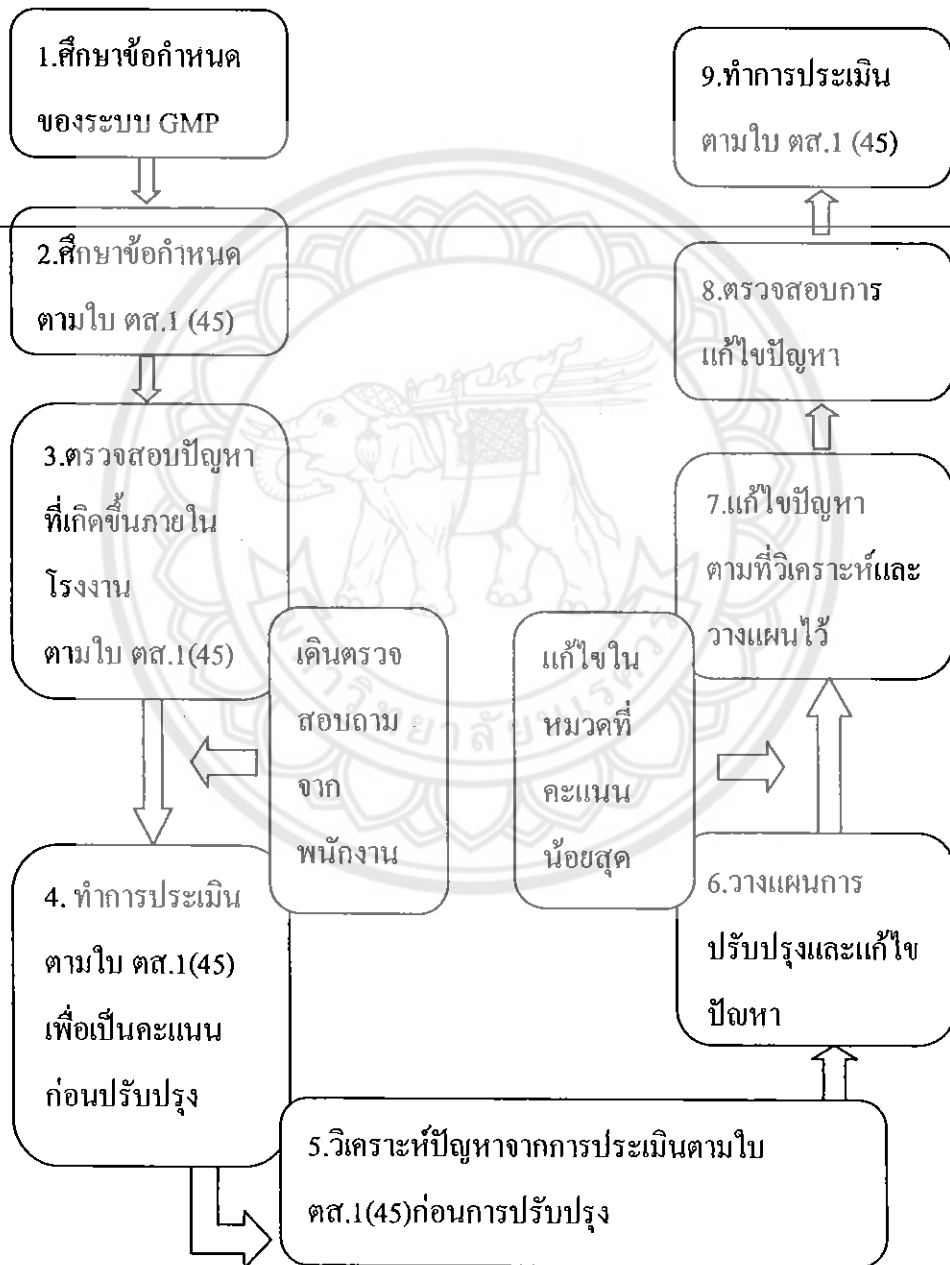 1.ศึกษาข้อกำหนด
ของระบบ GMP
2.ศึกษาข้อกำหนด
ตามใบ ตส.1 (45)
3.ตรวจสอบปัญหา
ที่เกิดขึ้นภายใน
โรงงาน
ตามใบ ตส.1(45)
เดินตรวจ
สอบถาม
จาก
พนักงาน
4. ทำการประเมิน
ตามใบ ตส.1(45)
เพื่อเป็นคะแนน
ก่อนปรับปรุง
5.วิเคราะห์ปัญหาจากการประเมินตามใบ
ตส.1(45)ก่อนการปรับปรุง
6.วางแผนการ
ปรับปรุงและแก้ไข
ปัญหา
แก้ไขใน
หมวดที่
คะแนน
น้อยสุด
7.แก้ไขปัญหา
ตามที่วิเคราะห์และ
วางแผนไว้
8.ตรวจสอบการ
แก้ไขปัญหา
9.ทำการประเมิน
ตามใบ ตส.1 (45)
มหาวิทยาลัยนเรศวร